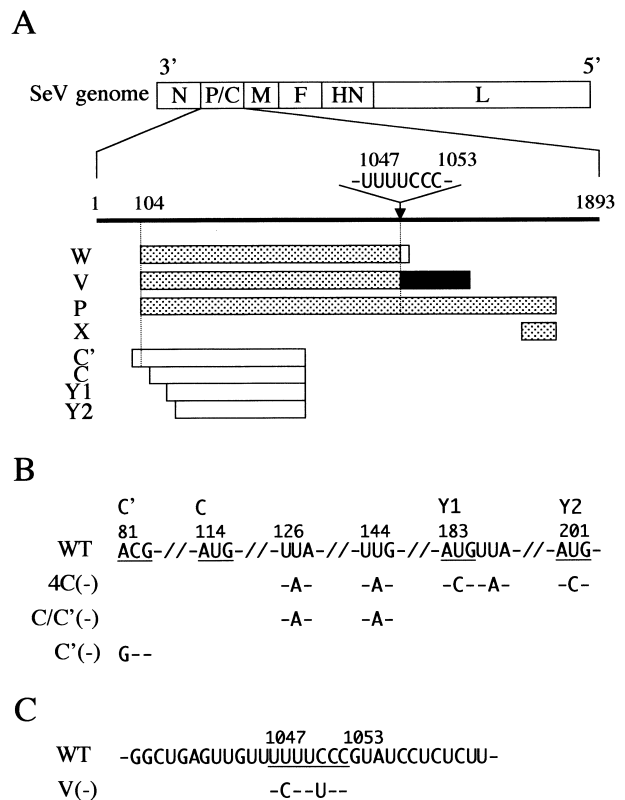 A
3' 5'
SeV genome N P/C M F HN L
1047 1053
-UUUUCCC-
1 104 1893
W
V
P
X
C'
C
Y1
Y2
B
C' C Y1 Y2
81 114 126 144 183 201
WT ACG-//-AUG-//-UUA-//-UUG-//-AUGUUA-//-AUG-
4C(-) -A- -A- -C--A- -C-
C/C'(-) -A- -A-
C'(-) G--
C
1047 1053
WT -GGCUGAGUUGUUUUUUCCCGUAUCCUCUCUU-
V(-) -C--U--